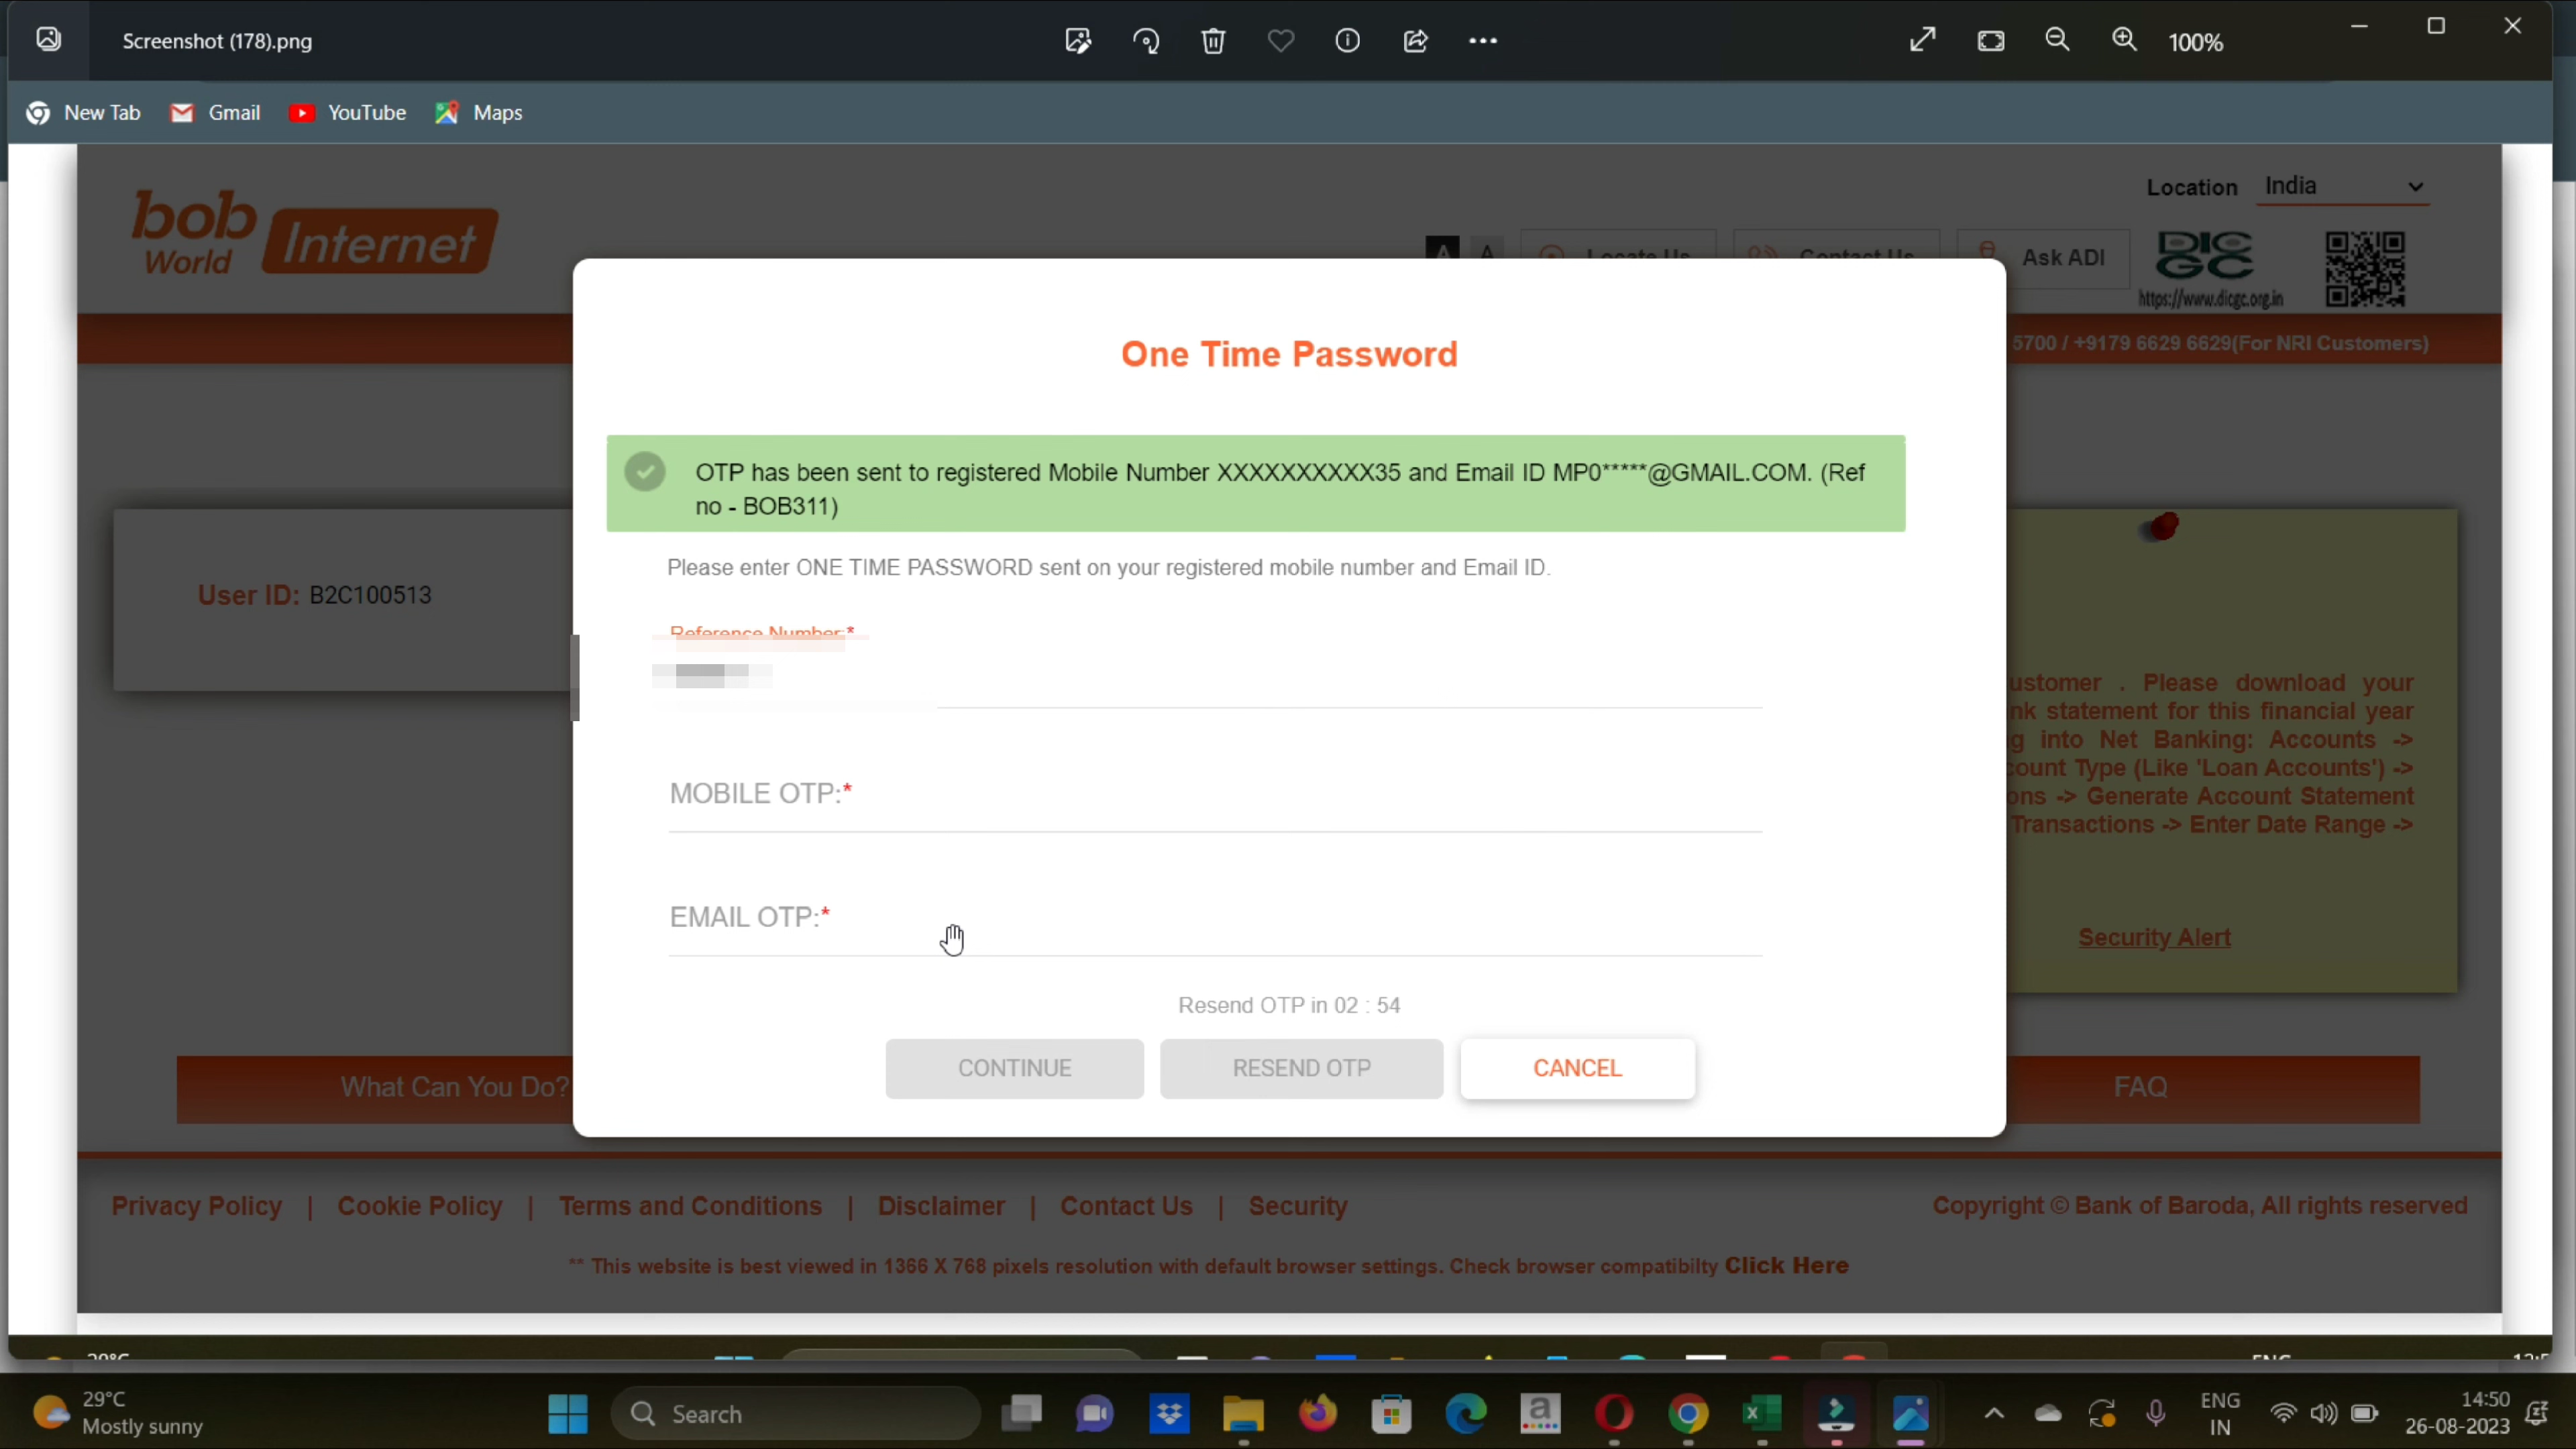 Screenshot (178).png
100%
New Tab
Gmail
YouTube
Maps
bob
World
Internet
Location India
A A
Locate Us
Contact Us
Ask ADI
DIC
GC
https://www.dicgc.org.in
5700 / +9179 6629 6629(For NRI Customers)
One Time Password
OTP has been sent to registered Mobile Number XXXXXXXXXX35 and Email ID MP0*****@GMAIL.COM. (Ref
no - BOB311)
Please enter ONE TIME PASSWORD sent on your registered mobile number and Email ID.
User ID: B2C100513
Reference Number:*
MOBILE OTP:*
EMAIL OTP:*
Resend OTP in 02 : 54
CONTINUE
RESEND OTP
CANCEL
ustomer . Please download your
nk statement for this financial year
g into Net Banking: Accounts ->
count Type (Like 'Loan Accounts') ->
ons -> Generate Account Statement
Transactions -> Enter Date Range ->
Security Alert
What Can You Do?
FAQ
Privacy Policy | Cookie Policy | Terms and Conditions | Disclaimer | Contact Us | Security
Copyright © Bank of Baroda, All rights reserved
** This website is best viewed in 1366 X 768 pixels resolution with default browser settings. Check browser compatibilty Click Here
29°C
Mostly sunny
Search
ENG
IN
14:50
26-08-2023